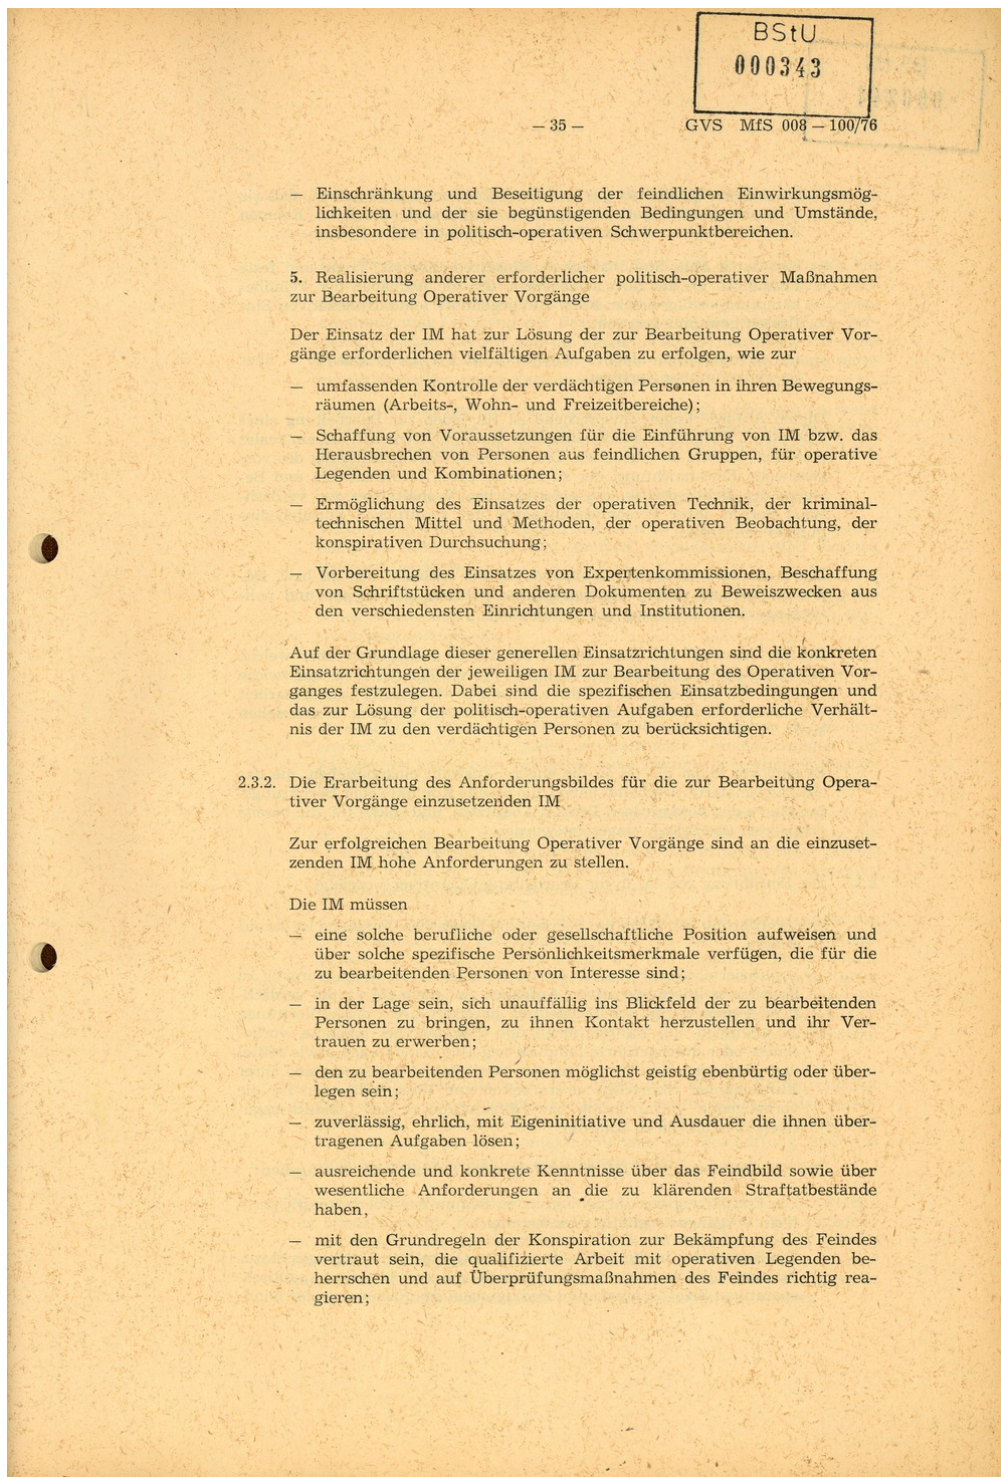 BStU
000343
— 35 —
GVS MfS 008 — 100/76
— Einschränkung und Beseitigung der feindlichen Einwirkungsmög-
lichkeiten und der sie begünstigenden Bedingungen und Umstände,
insbesondere in politisch-operativen Schwerpunktbereichen.
5. Realisierung anderer erforderlicher politisch-operativer Maßnahmen
zur Bearbeitung Operativer Vorgänge
Der Einsatz der IM hat zur Lösung der zur Bearbeitung Operativer Vor-
gänge erforderlichen vielfältigen Aufgaben zu erfolgen, wie zur
— umfassenden Kontrolle der verdächtigen Personen in ihren Bewegungs-
räumen (Arbeits-, Wohn- und Freizeitbereiche);
— Schaffung von Voraussetzungen für die Einführung von IM bzw. das
Herausbrechen von Personen aus feindlichen Gruppen, für operative
Legenden und Kombinationen;
— Ermöglichung des Einsatzes der operativen Technik, der kriminal-
technischen Mittel und Methoden, der operativen Beobachtung, der
konspirativen Durchsuchung;
— Vorbereitung des Einsatzes von Expertenkommissionen, Beschaffung
von Schriftstücken und anderen Dokumenten zu Beweiszwecken aus
den verschiedensten Einrichtungen und Institutionen.
Auf der Grundlage dieser generellen Einsatzrichtungen sind die konkreten
Einsatzrichtungen der jeweiligen IM zur Bearbeitung des Operativen Vor-
ganges festzulegen. Dabei sind die spezifischen Einsatzbedingungen und
das zur Lösung der politisch-operativen Aufgaben erforderliche Verhält-
nis der IM zu den verdächtigen Personen zu berücksichtigen.
2.3.2. Die Erarbeitung des Anforderungsbildes für die zur Bearbeitung Opera-
tiver Vorgänge einzusetzenden IM
Zur erfolgreichen Bearbeitung Operativer Vorgänge sind an die einzuset-
zenden IM hohe Anforderungen zu stellen.
Die IM müssen
— eine solche berufliche oder gesellschaftliche Position aufweisen und
über solche spezifische Persönlichkeitsmerkmale verfügen, die für die
zu bearbeitenden Personen von Interesse sind;
— in der Lage sein, sich unauffällig ins Blickfeld der zu bearbeitenden
Personen zu bringen, zu ihnen Kontakt herzustellen und ihr Ver-
trauen zu erwerben;
— den zu bearbeitenden Personen möglichst geistig ebenbürtig oder über-
legen sein;
— zuverlässig, ehrlich, mit Eigeninitiative und Ausdauer die ihnen über-
tragenen Aufgaben lösen;
— ausreichende und konkrete Kenntnisse über das Feindbild sowie über
wesentliche Anforderungen an die zu klärenden Straftatbestände
haben,
— mit den Grundregeln der Konspiration zur Bekämpfung des Feindes
vertraut sein, die qualifizierte Arbeit mit operativen Legenden be-
herrschen und auf Überprüfungsmaßnahmen des Feindes richtig rea-
gieren;